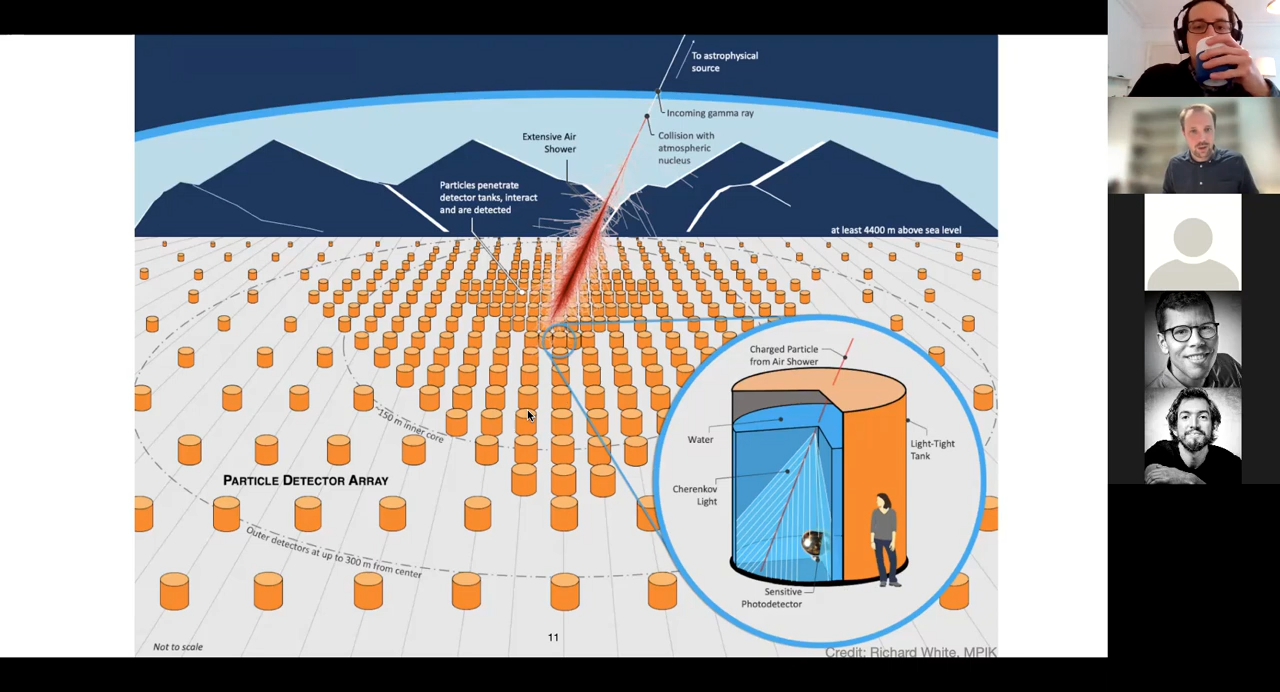 To astrophysical
source
Incoming gamma ray
Extensive Air
Shower
Collision with
atmospheric
nucleus
Particles penetrate
detector tanks, interact
and are detected
at least 4400 m above sea level
Charged Particle
from Air Shower
150 m inner core
Water
Light-Tight
Tank
PARTICLE DETECTOR ARRAY
Cherenkov
Light
Outer detectors at up to 300 m from center
Sensitive
Photodetector
11
Not to scale
Credit: Richard White, MPIK